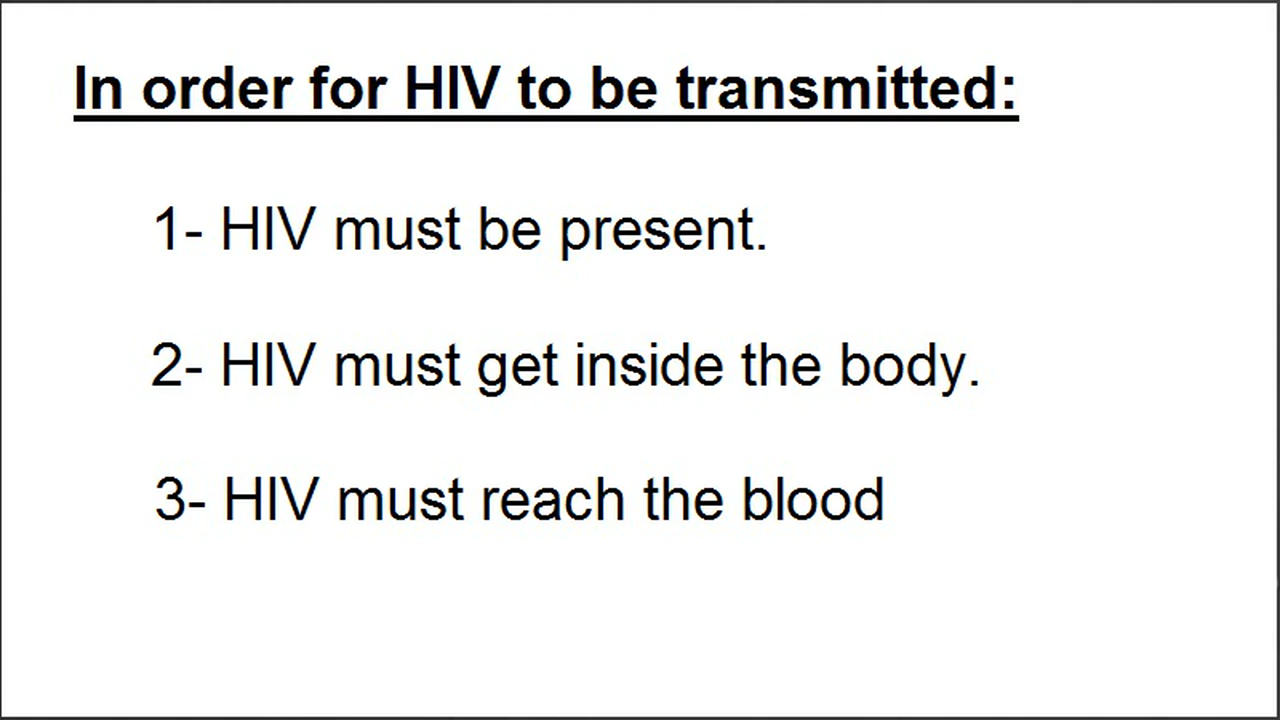 In order for HIV to be transmitted:
1- HIV must be present.
2- HIV must get inside the body.
3- HIV must reach the blood